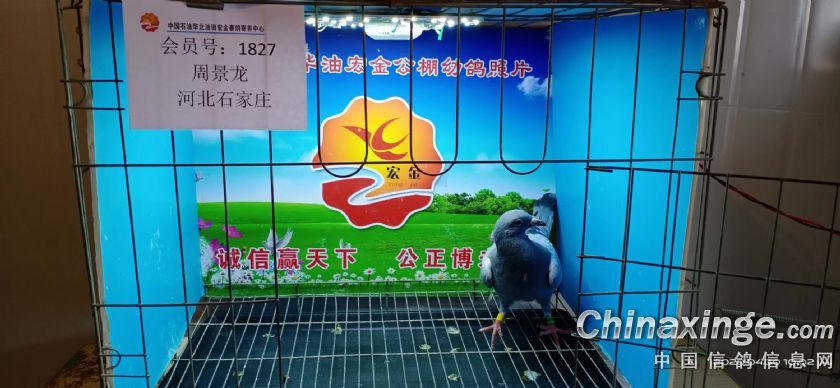 中国石油华北油田宏金赛鸽寄养中心
会员号：1827
周景龙
河北石家庄
华油宏金公棚幼鸽照片
宏金
诚信赢天下 公正博
Chinaxinge.com
中国信鸽信息网